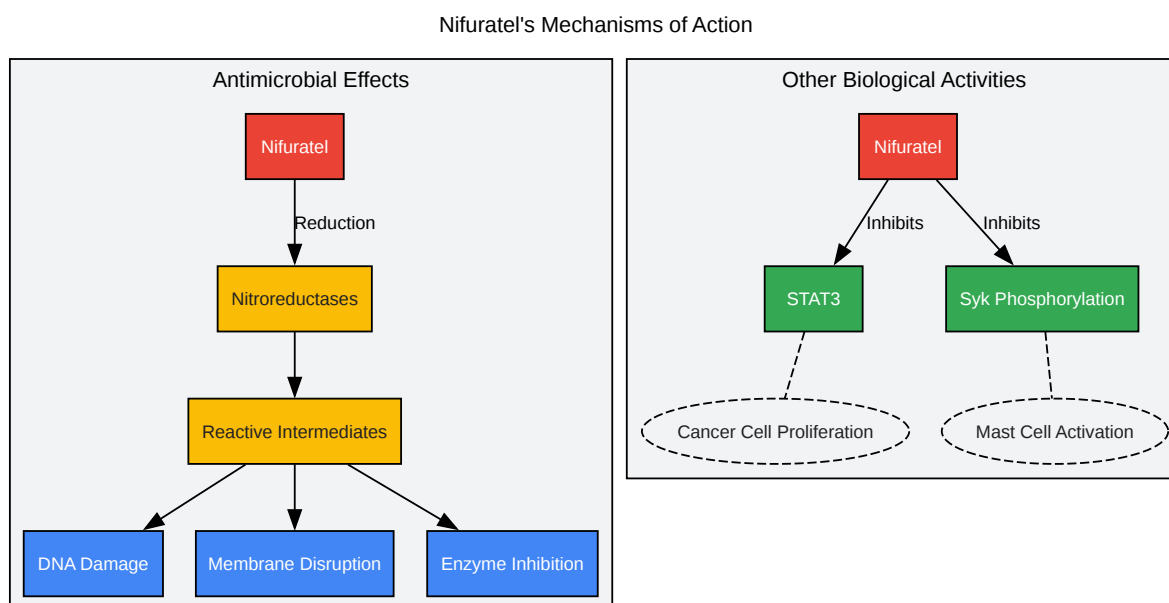 Nifuratel's Mechanisms of Action
Antimicrobial Effects
Nifuratel
Reduction
Nitroreductases
Reactive Intermediates
DNA Damage
Membrane Disruption
Enzyme Inhibition
Other Biological Activities
Nifuratel
Inhibits
Inhibits
STAT3
Syk Phosphorylation
Cancer Cell Proliferation
Mast Cell Activation